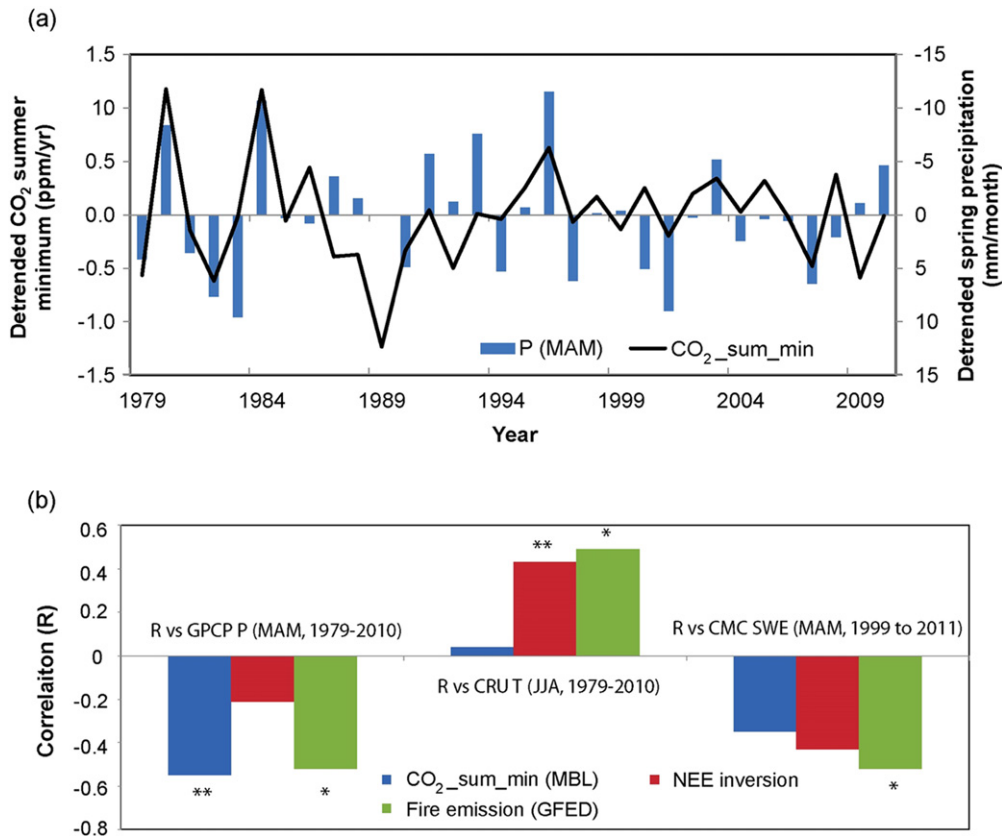 (a)
Detrended CO2 summer
minimum (ppm/yr)
1.5
10
0.5
0.0
-0.5
-1.0
-1.5
-15
-10
-5
0
5
10
15
Detrended spring precipitation
(mm/month)
P (MAM)
CO2_sum_min
1979
1984
1989
1994
1999
2004
2009
Year
(b)
Correlaiton (R)
0.6
0.4
0.2
0
-0.2
-0.4
-0.6
-0.8
R vs GPCP P (MAM, 1979-2010)
**
*
**
*
R vs CRU T (JJA, 1979-2010)
R vs CMC SWE (MAM, 1999 to 2011)
*
CO2_sum_min (MBL)
NEE inversion
Fire emission (GFED)